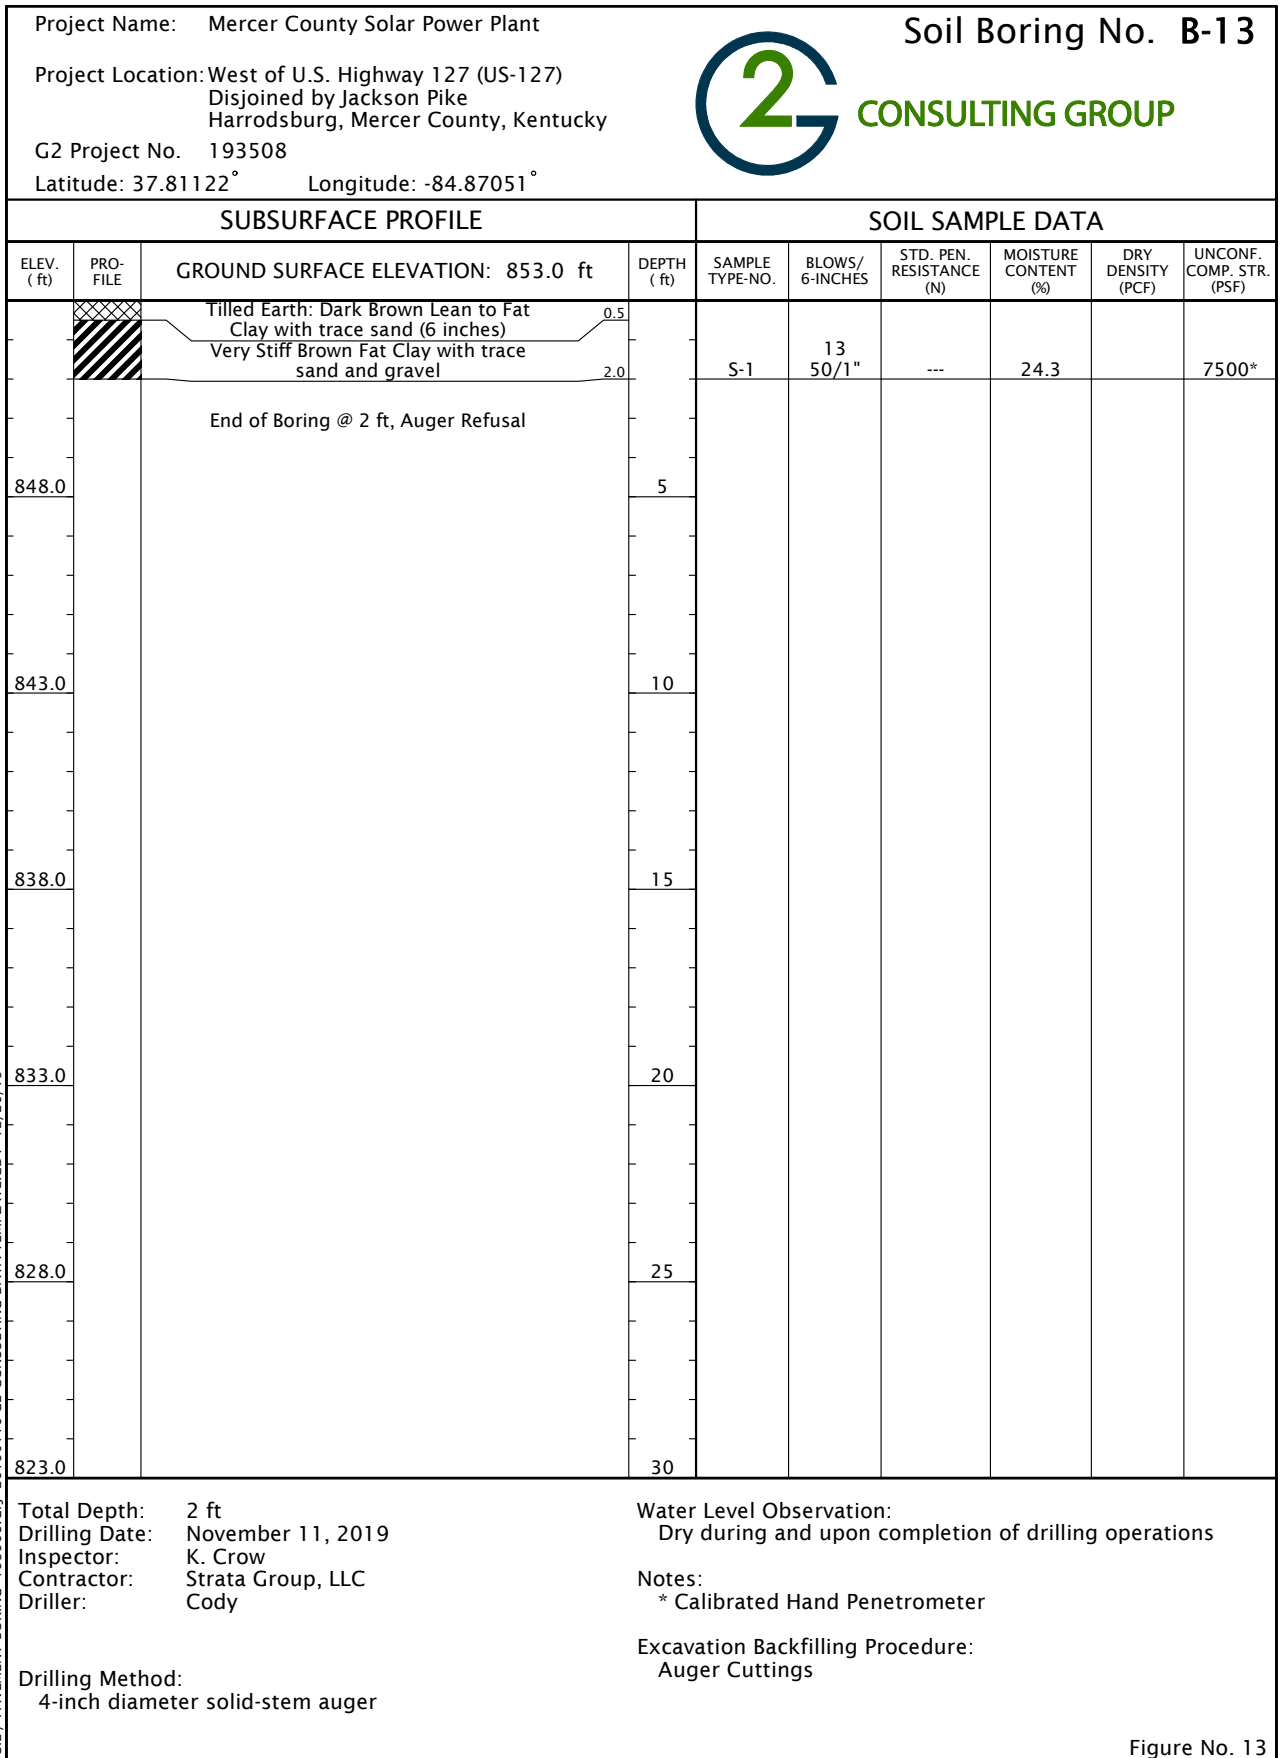 Project Name: Mercer County Solar Power Plant
Project Location: West of U.S. Highway 127 (US-127)
Disjoined by Jackson Pike
Harrodsburg, Mercer County, Kentucky
G2 Project No. 193508
Latitude: 37.81122° Longitude: -84.87051°
G2 CONSULTING GROUP
Soil Boring No. B-13
SUBSURFACE PROFILE
SOIL SAMPLE DATA
ELEV. (ft)
PRO-FILE
GROUND SURFACE ELEVATION: 853.0 ft
DEPTH (ft)
SAMPLE TYPE-NO.
BLOWS/ 6-INCHES
STD. PEN. RESISTANCE (N)
MOISTURE CONTENT (%)
DRY DENSITY (PCF)
UNCONF. COMP. STR. (PSF)
Tilled Earth: Dark Brown Lean to Fat
Clay with trace sand (6 inches)
0.5
Very Stiff Brown Fat Clay with trace
sand and gravel
2.0
S-1
13
50/1"
---
24.3
7500*
End of Boring @ 2 ft, Auger Refusal
848.0 5
843.0 10
838.0 15
833.0 20
828.0 25
823.0 30
Total Depth: 2 ft
Drilling Date: November 11, 2019
Inspector: K. Crow
Contractor: Strata Group, LLC
Driller: Cody
Drilling Method:
4-inch diameter solid-stem auger
Water Level Observation:
Dry during and upon completion of drilling operations
Notes:
* Calibrated Hand Penetrometer
Excavation Backfilling Procedure:
Auger Cuttings
Figure No. 13